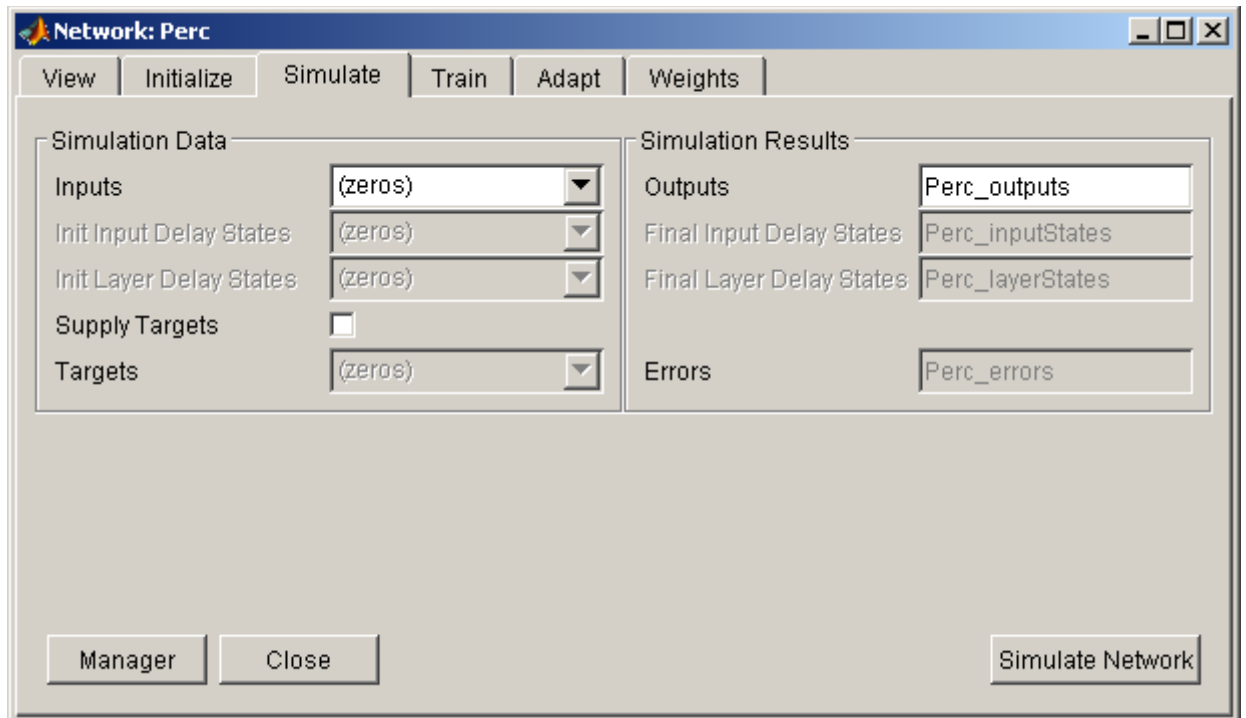 Network: Perc
View Initialize Simulate Train Adapt Weights
Simulation Data
Inputs (zeros)
Init Input Delay States (zeros)
Init Layer Delay States (zeros)
Supply Targets
Targets (zeros)
Simulation Results
Outputs Perc_outputs
Final Input Delay States Perc_inputStates
Final Layer Delay States Perc_layerStates
Errors Perc_errors
Manager Close Simulate Network